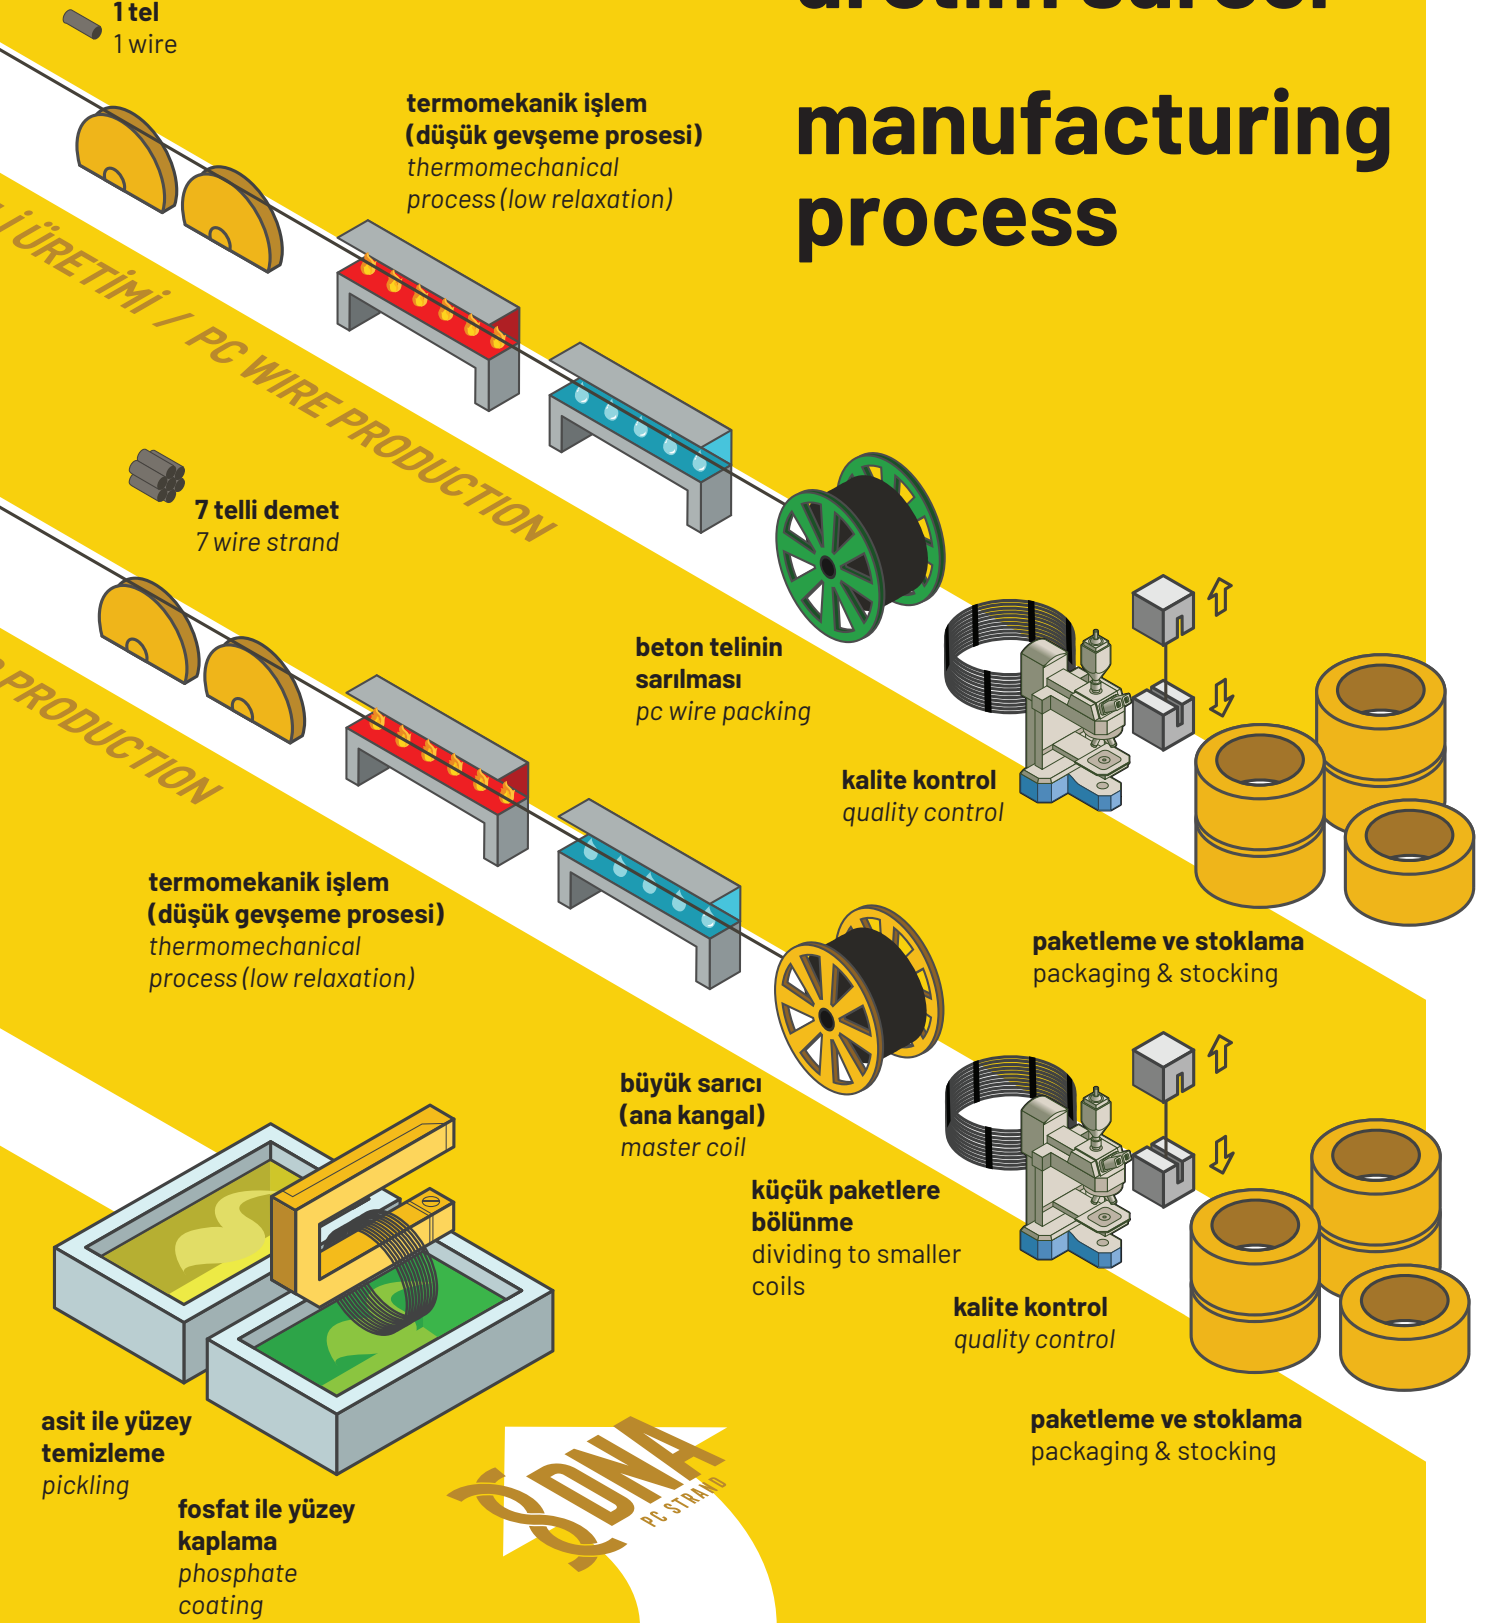 1 tel
1 wire
üretim süreci
manufacturing
process
termomekanik işlem
(düşük gevşeme prosesi)
thermomechanical
process (low relaxation)
ÜRETİMİ / PC WIRE PRODUCTION
7 telli demet
7 wire strand
beton telinin
sarılması
pc wire packing
PRODUCTION
kalite kontrol
quality control
termomekanik işlem
(düşük gevşeme prosesi)
thermomechanical
process (low relaxation)
paketleme ve stoklama
packaging & stocking
büyük sarıcı
(ana kangal)
master coil
küçük paketlere
bölünme
dividing to smaller
coils
kalite kontrol
quality control
asit ile yüzey
temizleme
pickling
fosfat ile yüzey
kaplama
phosphate
coating
DNA
PC STRAND
paketleme ve stoklama
packaging & stocking